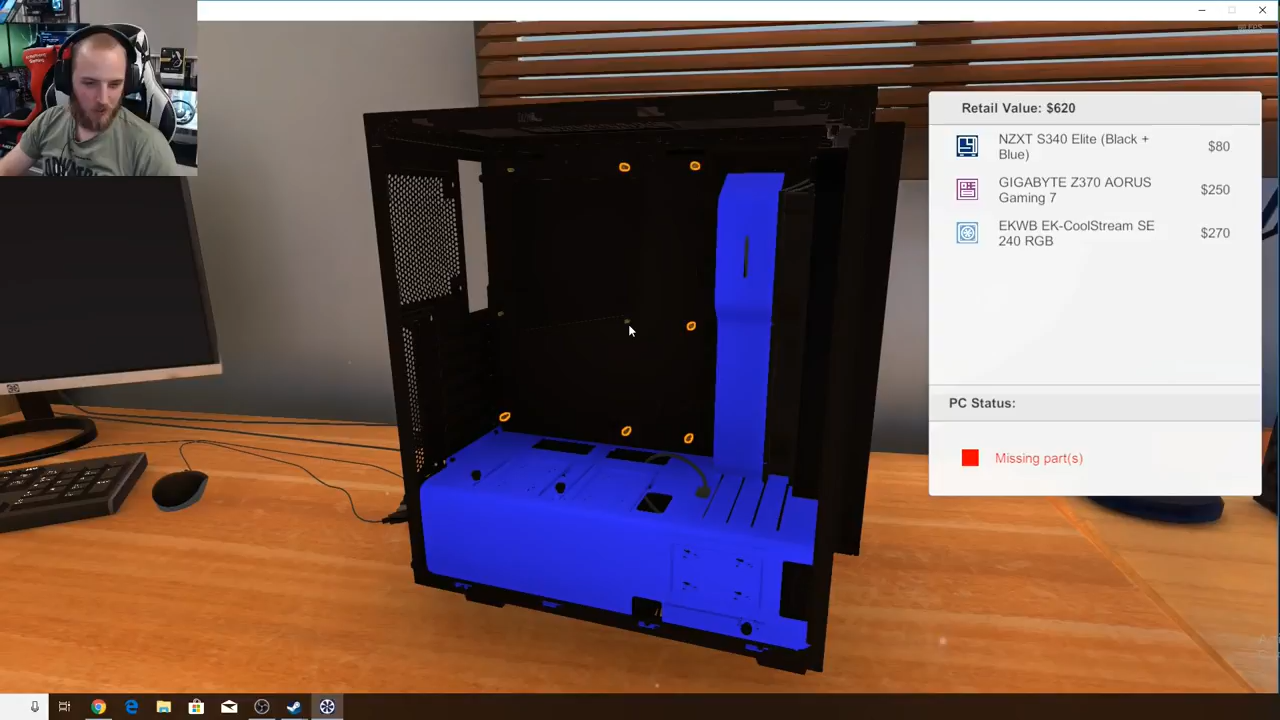 Retail Value: $620
NZXT S340 Elite (Black +
Blue)
$80
GIGABYTE Z370 AORUS
Gaming 7
$250
EKWB EK-CoolStream SE
240 RGB
$270
PC Status:
Missing part(s)